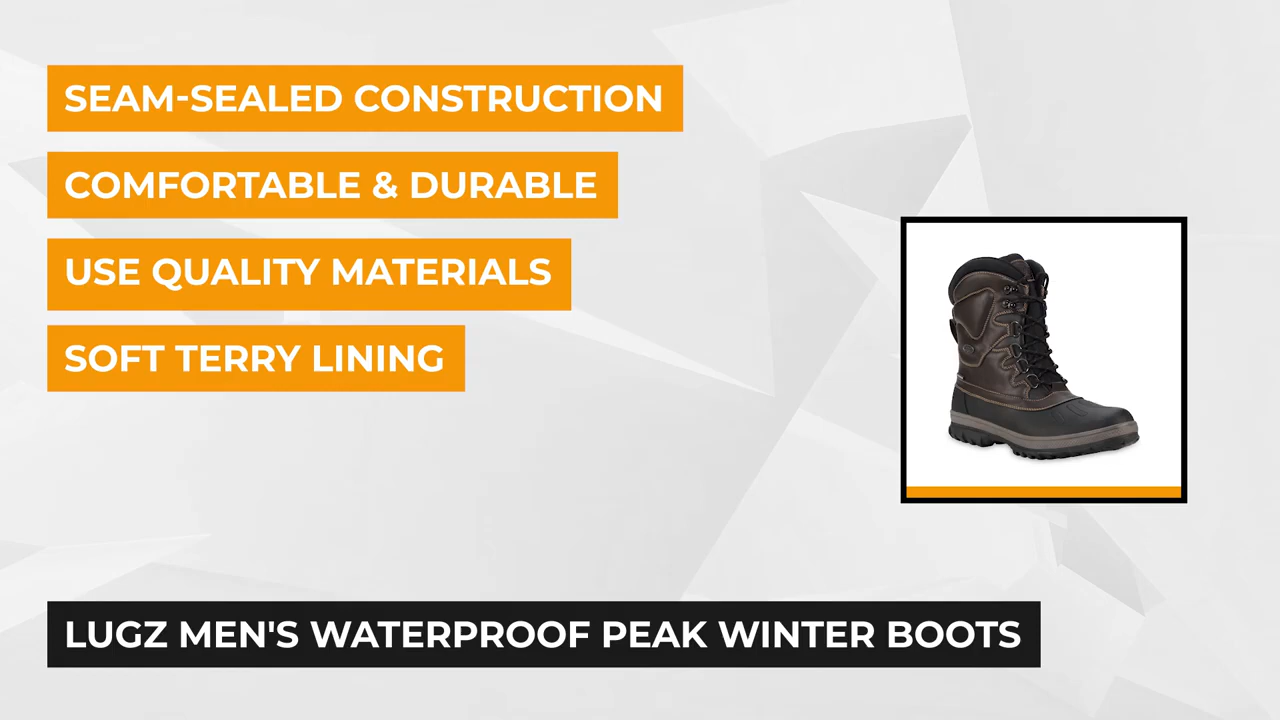 SEAM-SEALED CONSTRUCTION
COMFORTABLE & DURABLE
USE QUALITY MATERIALS
SOFT TERRY LINING
LUGZ MEN'S WATERPROOF PEAK WINTER BOOTS